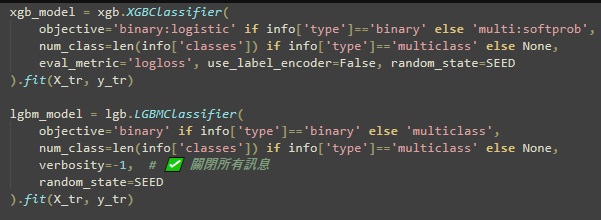 xgb_model = xgb.XGBClassifier(
    objective='binary:logistic' if info['type']=='binary' else 'multi:softprob',
    num_class=len(info['classes']) if info['type']=='multiclass' else None,
    eval_metric='logloss', use_label_encoder=False, random_state=SEED
).fit(X_tr, y_tr)

lgbm_model = lgb.LGBMClassifier(
    objective='binary' if info['type']=='binary' else 'multiclass',
    num_class=len(info['classes']) if info['type']=='multiclass' else None,
    verbosity=-1,  # ✅ 關閉所有訊息
    random_state=SEED
).fit(X_tr, y_tr)